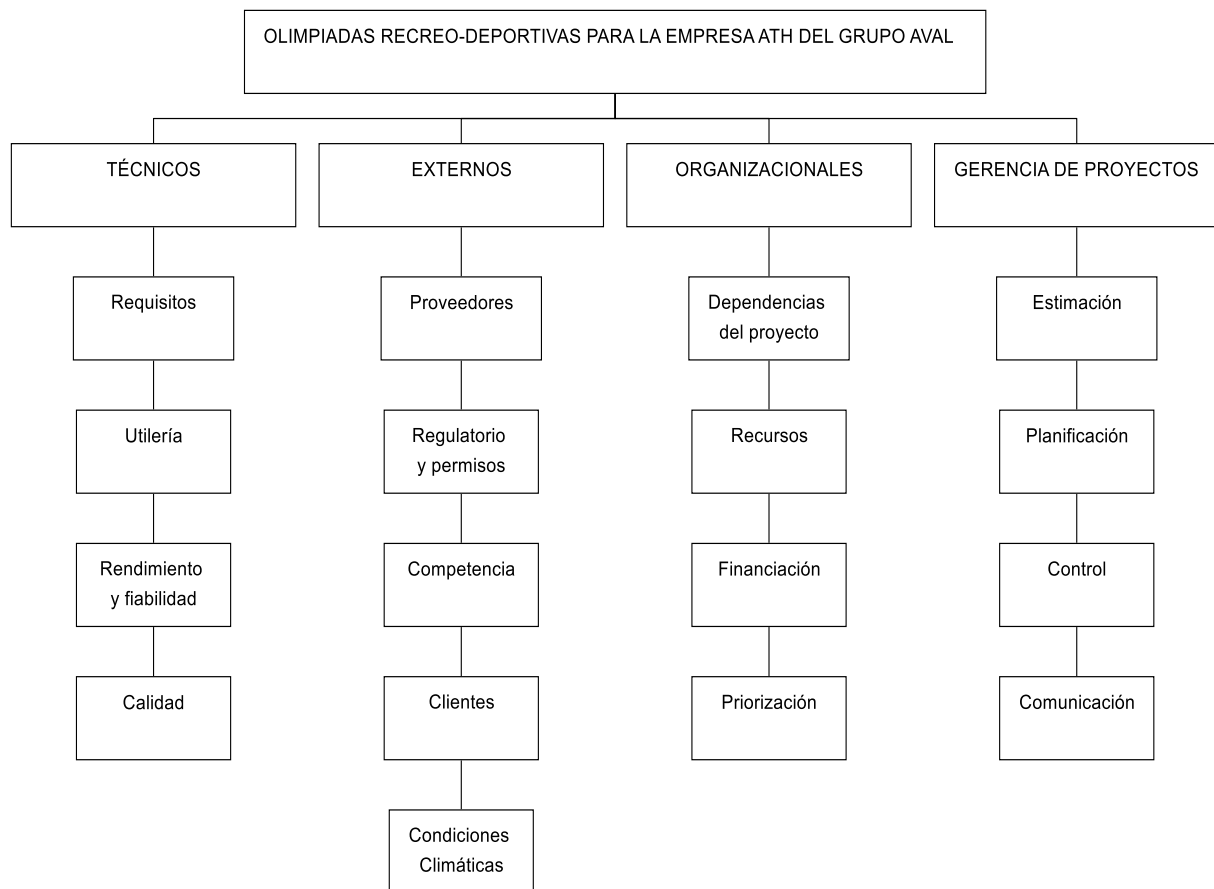 OLIMPIADAS RECREO-DEPORTIVAS PARA LA EMPRESA ATH DEL GRUPO AVAL
TÉCNICOS
EXTERNOS
ORGANIZACIONALES
GERENCIA DE PROYECTOS
Requisitos
Proveedores
Dependencias
del proyecto
Estimación
Utilería
Regulatorio
y permisos
Recursos
Planificación
Rendimiento
y fiabilidad
Competencia
Financiación
Control
Calidad
Clientes
Priorización
Comunicación
Condiciones
Climáticas